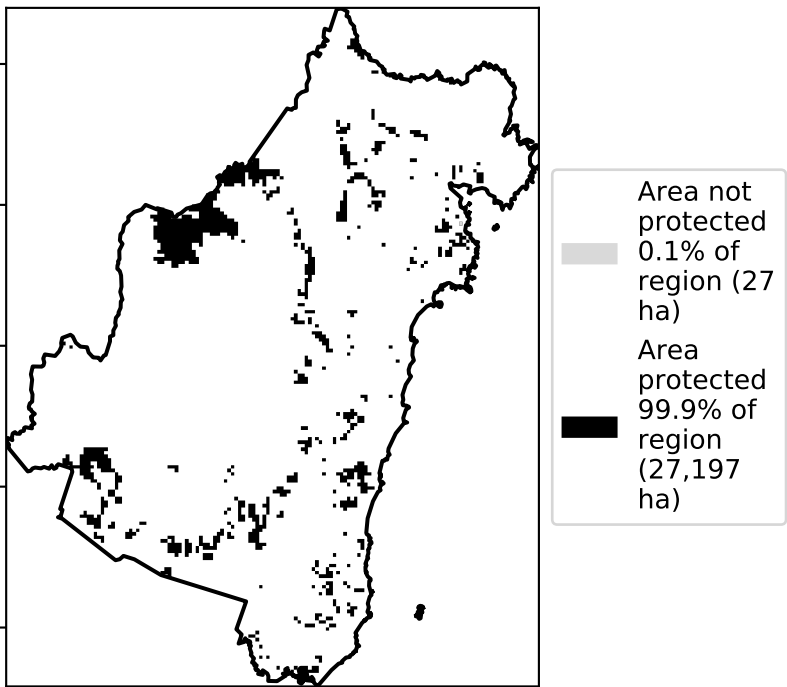 Area not
protected
0.1% of
region (27
ha)
Area
protected
99.9% of
region
(27,197
ha)